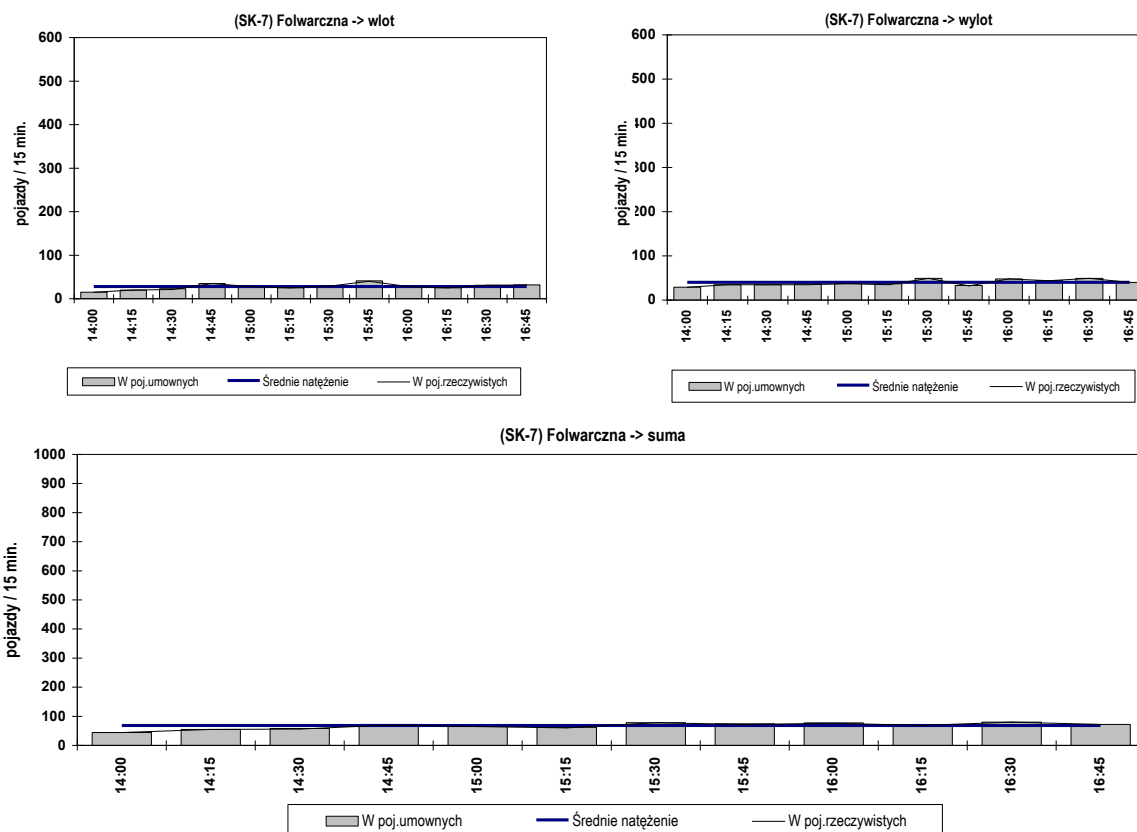 (SK-7) Folwarczna -> wlot
600
500
400
300
200
100
0
pojazdy / 15 min.
14:00 14:15 14:30 14:45 15:00 15:15 15:30 15:45 16:00 16:15 16:30 16:45
W poj.umownych Średnie natężenie W poj.rzeczywistych
(SK-7) Folwarczna -> wylot
600
500
400
300
200
100
0
pojazdy / 15 min.
14:00 14:15 14:30 14:45 15:00 15:15 15:30 15:45 16:00 16:15 16:30 16:45
W poj.umownych Średnie natężenie W poj.rzeczywistych
(SK-7) Folwarczna -> suma
1000
900
800
700
600
500
400
300
200
100
0
pojazdy / 15 min.
14:00 14:15 14:30 14:45 15:00 15:15 15:30 15:45 16:00 16:15 16:30 16:45
W poj.umownych Średnie natężenie W poj.rzeczywistych